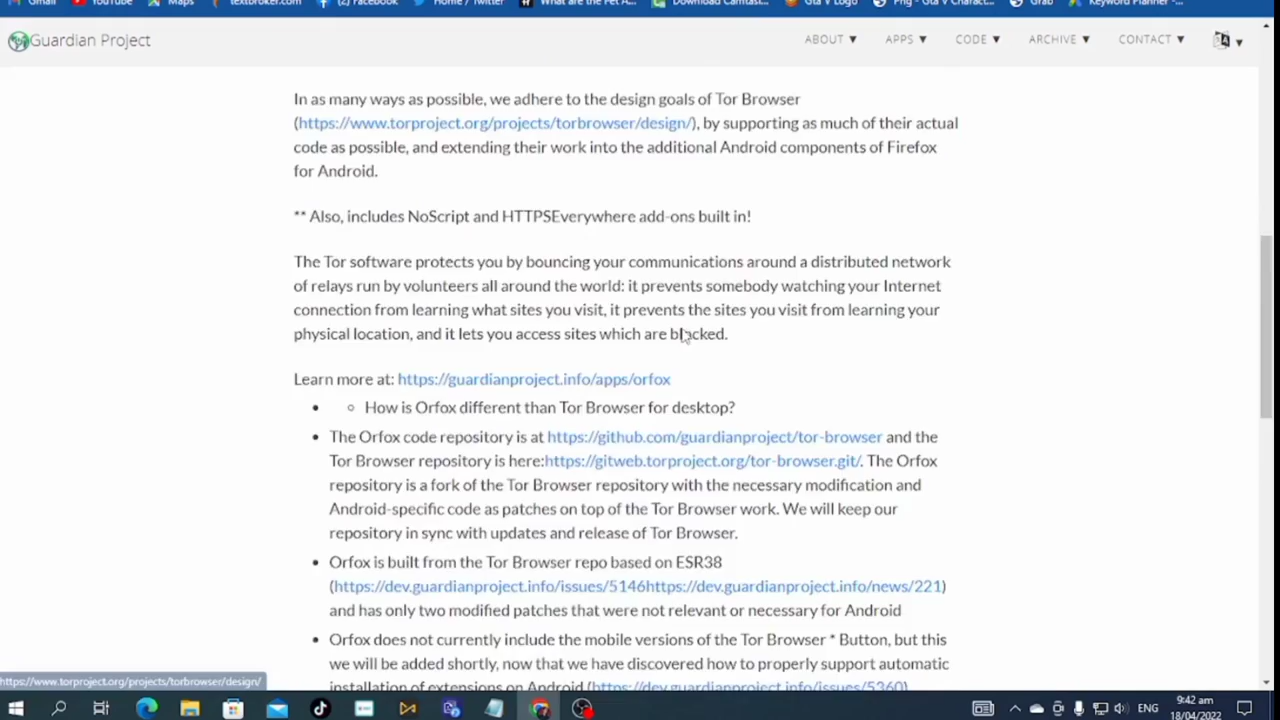 Gmail YouTube Maps textbroker.com (2) Facebook Home / Twitter What are the Pet A... Download Camtasi... Gta V Logo Png - Gta V Charact... Grab Keyword Planner -...
Guardian Project ABOUT ▼ APPS ▼ CODE ▼ ARCHIVE ▼ CONTACT ▼
In as many ways as possible, we adhere to the design goals of Tor Browser
(https://www.torproject.org/projects/torbrowser/design/), by supporting as much of their actual
code as possible, and extending their work into the additional Android components of Firefox
for Android.
** Also, includes NoScript and HTTPSEverywhere add-ons built in!
The Tor software protects you by bouncing your communications around a distributed network
of relays run by volunteers all around the world: it prevents somebody watching your Internet
connection from learning what sites you visit, it prevents the sites you visit from learning your
physical location, and it lets you access sites which are blocked.
Learn more at: https://guardianproject.info/apps/orfox
• ◦ How is Orfox different than Tor Browser for desktop?
• The Orfox code repository is at https://github.com/guardianproject/tor-browser and the
Tor Browser repository is here:https://gitweb.torproject.org/tor-browser.git/. The Orfox
repository is a fork of the Tor Browser repository with the necessary modification and
Android-specific code as patches on top of the Tor Browser work. We will keep our
repository in sync with updates and release of Tor Browser.
• Orfox is built from the Tor Browser repo based on ESR38
(https://dev.guardianproject.info/issues/5146https://dev.guardianproject.info/news/221)
and has only two modified patches that were not relevant or necessary for Android
• Orfox does not currently include the mobile versions of the Tor Browser * Button, but this
we will be added shortly, now that we have discovered how to properly support automatic
installation of extensions on Android (https://dev.guardianproject.info/issues/5360)
https://www.torproject.org/projects/torbrowser/design/
ENG 9:42 am
18/04/2022